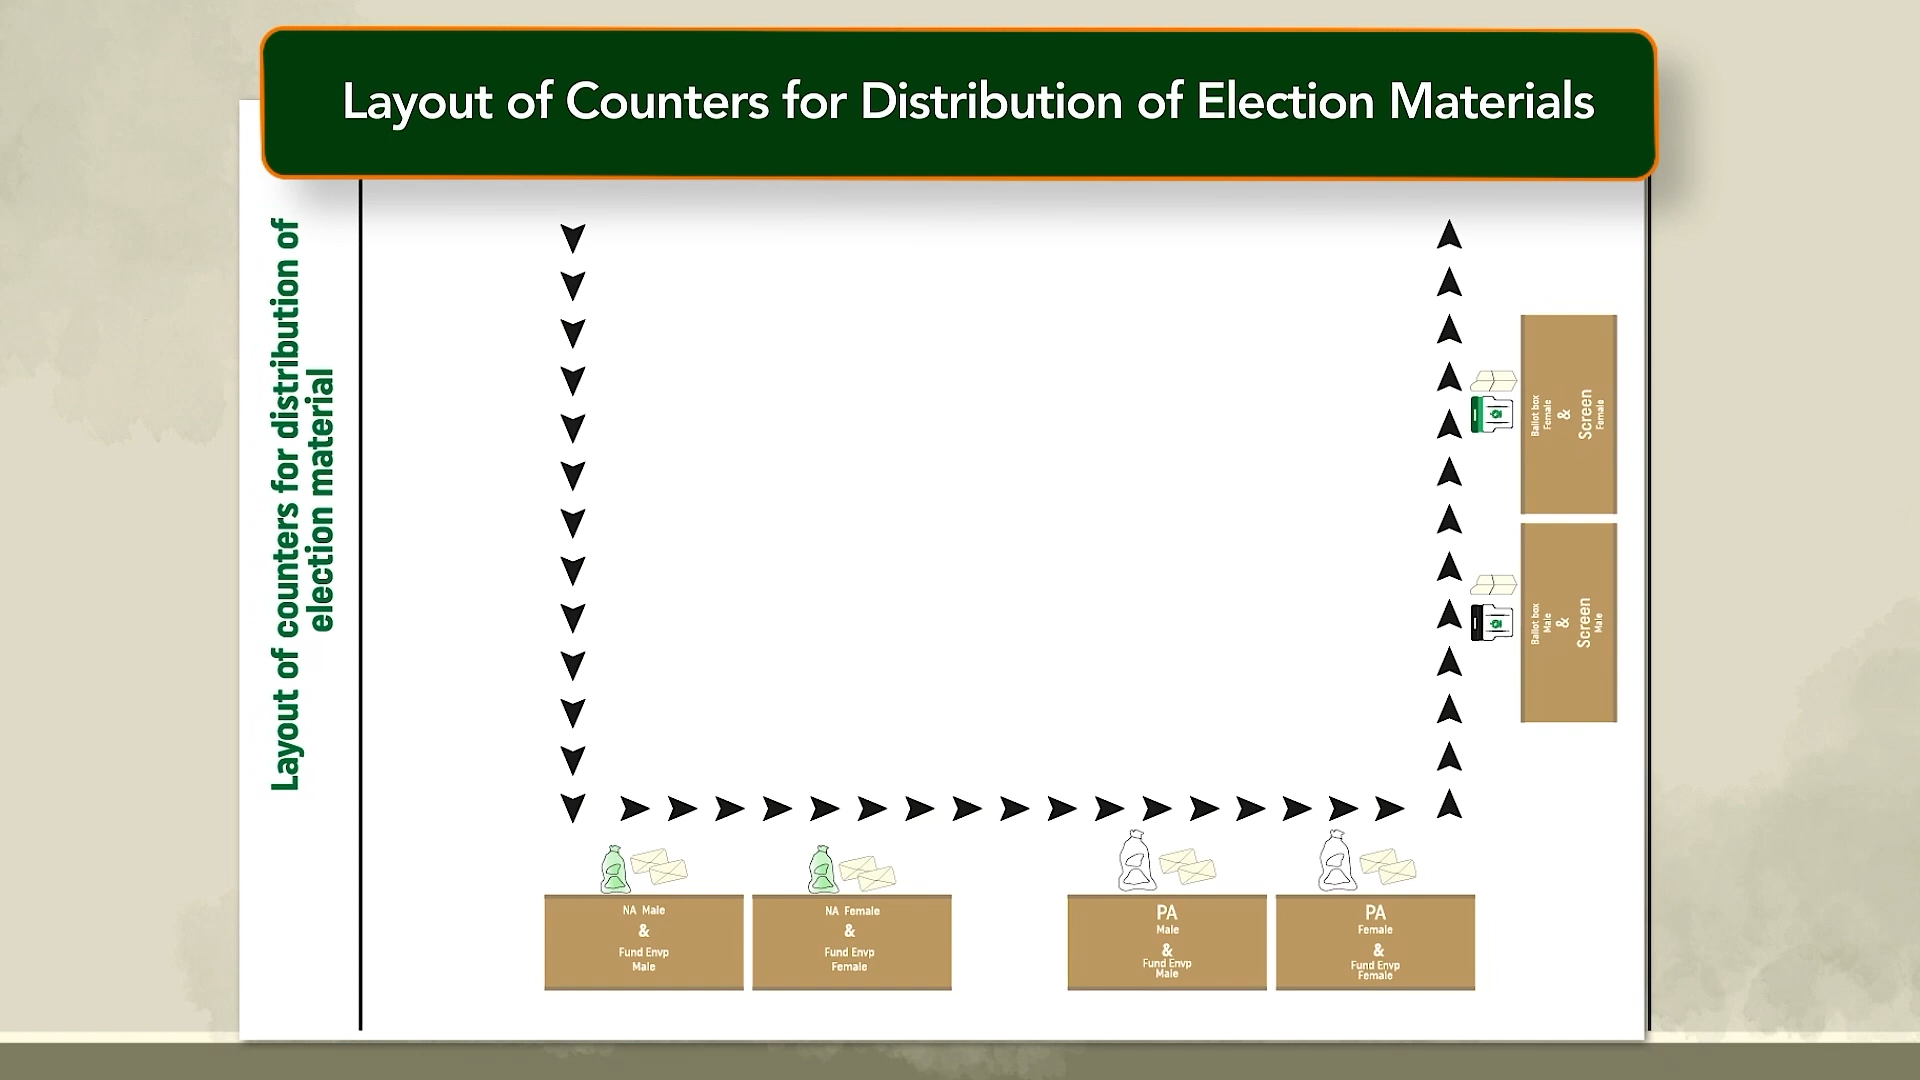 Layout of Counters for Distribution of Election Materials
Layout of counters for distribution of
election material
Ballot box
Female
&
Screen
Female
Ballot box
Male
&
Screen
Male
NA Male
&
Fund Envp
Male
NA Female
&
Fund Envp
Female
PA
Male
&
Fund Envp
Male
PA
Female
&
Fund Envp
Female